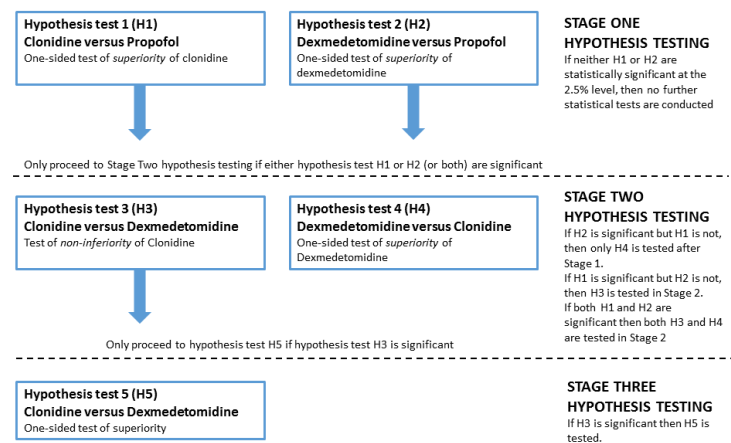 Hypothesis test 1 (H1)
Clonidine versus Propofol
One-sided test of superiority of clonidine
Hypothesis test 2 (H2)
Dexmedetomidine versus Propofol
One-sided test of superiority of
dexmedetomidine
STAGE ONE
HYPOTHESIS TESTING
If neither H1 or H2 are
statistically significant at the
2.5% level, then no further
statistical tests are conducted
Only proceed to Stage Two hypothesis testing if either hypothesis test H1 or H2 (or both) are significant
Hypothesis test 3 (H3)
Clonidine versus Dexmedetomidine
Test of non-inferiority of Clonidine
Hypothesis test 4 (H4)
Dexmedetomidine versus Clonidine
One-sided test of superiority of
Dexmedetomidine
STAGE TWO
HYPOTHESIS TESTING
If H2 is significant but H1 is not,
then only H4 is tested after
Stage 1.
If H1 is significant but H2 is not,
then H3 is tested in Stage 2.
If both H1 and H2 are
significant then both H3 and H4
are tested in Stage 2
Only proceed to hypothesis test H5 if hypothesis test H3 is significant
Hypothesis test 5 (H5)
Clonidine versus Dexmedetomidine
One-sided test of superiority
STAGE THREE
HYPOTHESIS TESTING
If H3 is significant then H5 is
tested.